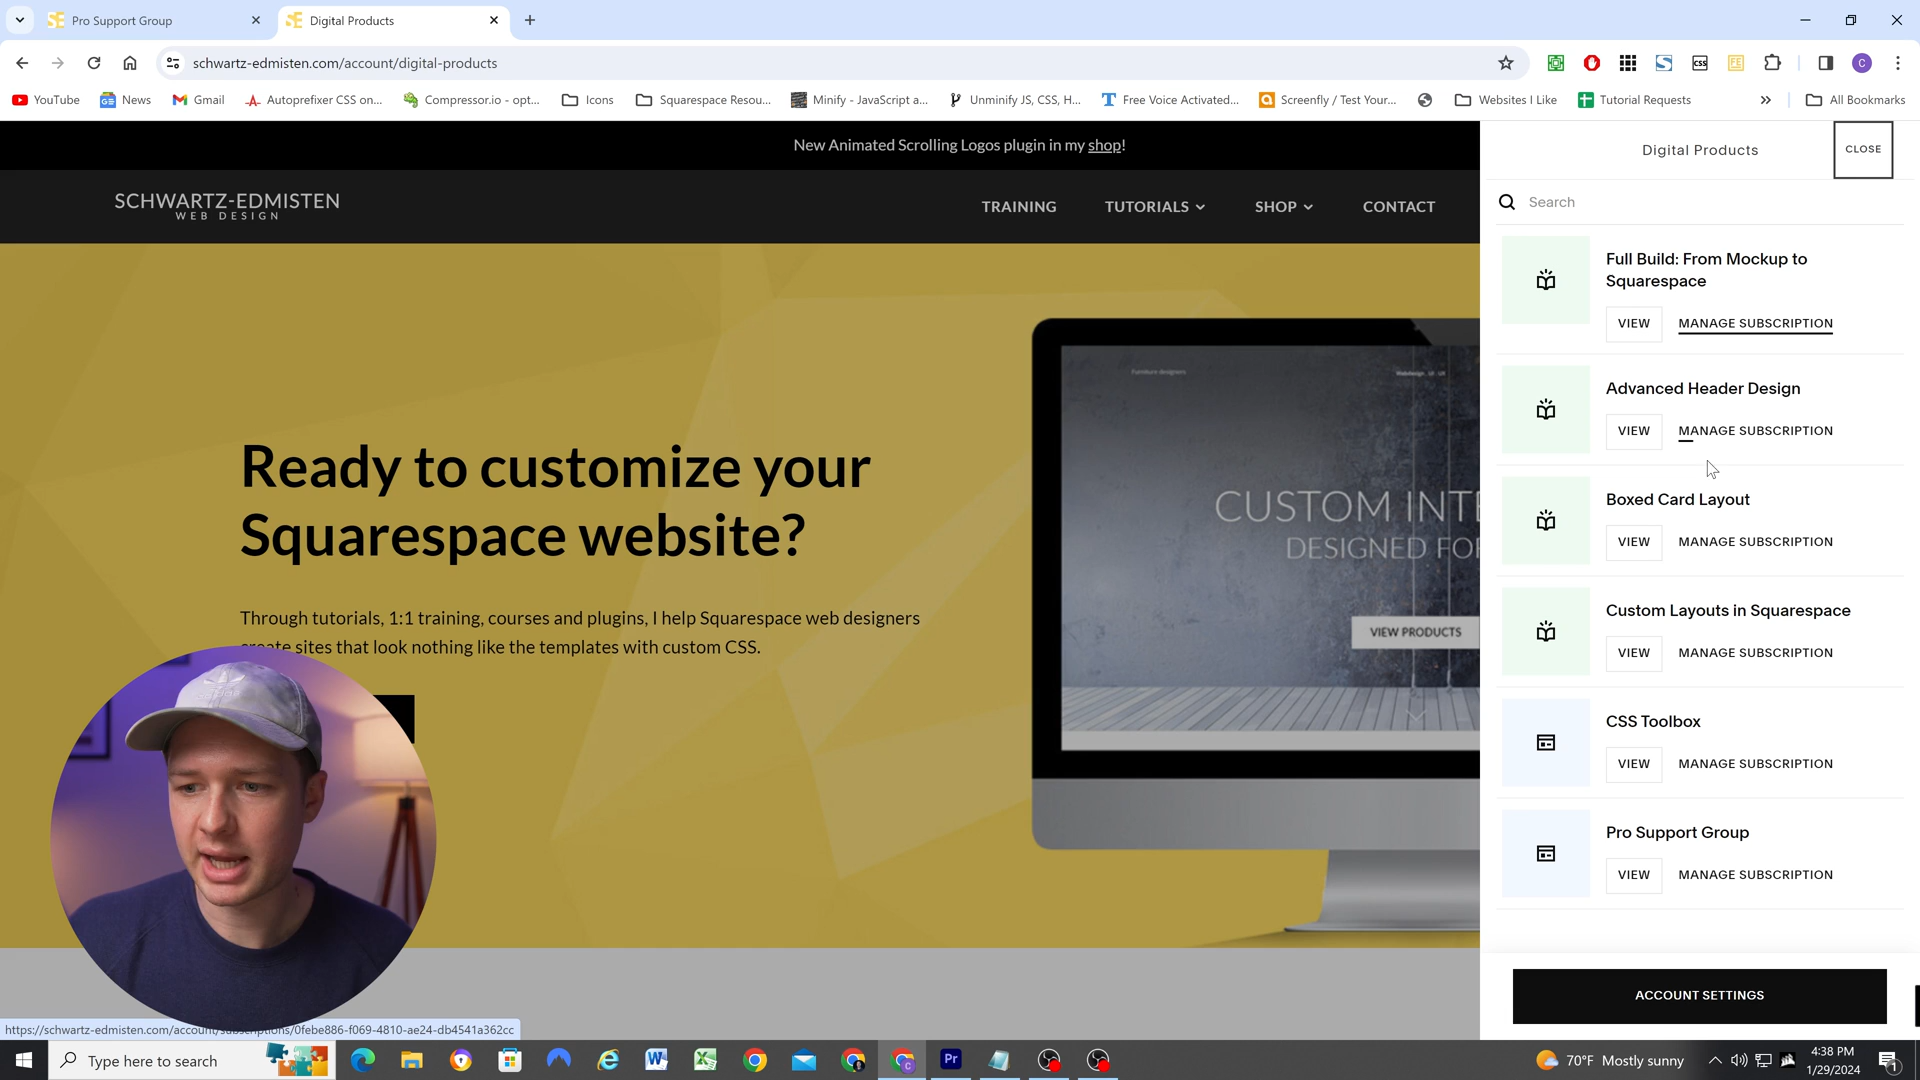 Pro Support Group
Digital Products
schwartz-edmisten.com/account/digital-products
YouTube
News
Gmail
Autoprefixer CSS on...
Compressor.io - opt...
Icons
Squarespace Resou...
Minify - JavaScript a...
Unminify JS, CSS, H...
Free Voice Activated...
Screenfly / Test Your...
Websites I Like
Tutorial Requests
All Bookmarks
New Animated Scrolling Logos plugin in my shop!
SCHWARTZ-EDMISTEN
WEB DESIGN
TRAINING
TUTORIALS
SHOP
CONTACT
Ready to customize your
Squarespace website?
Through tutorials, 1:1 training, courses and plugins, I help Squarespace web designers
create sites that look nothing like the templates with custom CSS.
Furniture designers
CUSTOM INTE
DESIGNED FO
VIEW PRODUCTS
Digital Products
CLOSE
Search
Full Build: From Mockup to
Squarespace
VIEW
MANAGE SUBSCRIPTION
Advanced Header Design
VIEW
MANAGE SUBSCRIPTION
Boxed Card Layout
VIEW
MANAGE SUBSCRIPTION
Custom Layouts in Squarespace
VIEW
MANAGE SUBSCRIPTION
CSS Toolbox
VIEW
MANAGE SUBSCRIPTION
Pro Support Group
VIEW
MANAGE SUBSCRIPTION
ACCOUNT SETTINGS
https://schwartz-edmisten.com/account/subscriptions/0febe886-f069-4810-ae24-db4541a362cc
Type here to search
70°F Mostly sunny
4:38 PM
1/29/2024